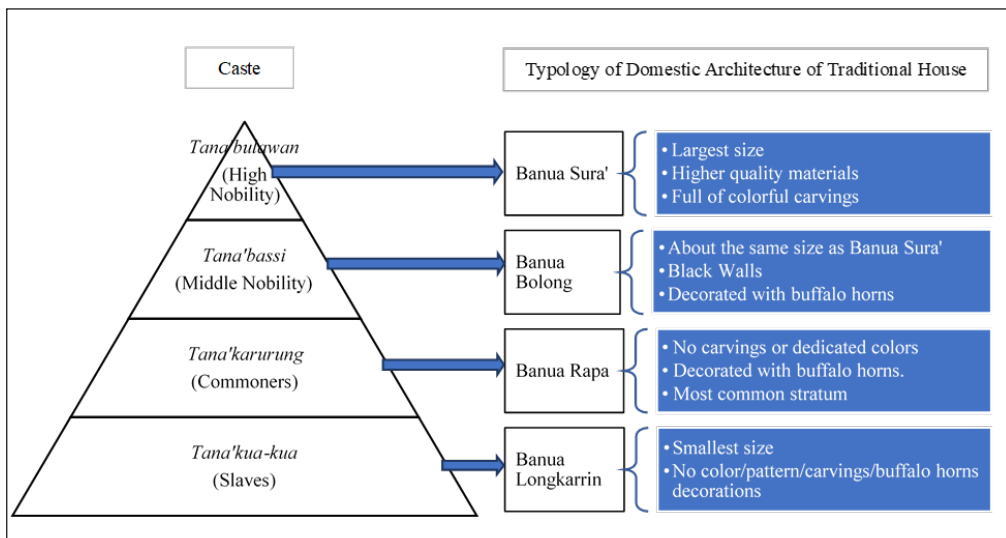 Caste
Typology of Domestic Architecture of Traditional House
Tana'bulawan
(High
Nobility)
Banua Sura'
• Largest size
• Higher quality materials
• Full of colorful carvings
Tana'bassi
(Middle Nobility)
Banua
Bolong
• About the same size as Banua Sura'
• Black Walls
• Decorated with buffalo horns
Tana'karurung
(Commoners)
Banua Rapa
• No carvings or dedicated colors
• Decorated with buffalo horns.
• Most common stratum
Tana'kua-kua
(Slaves)
Banua
Longkarrin
• Smallest size
• No color/pattern/carvings/buffalo horns
decorations